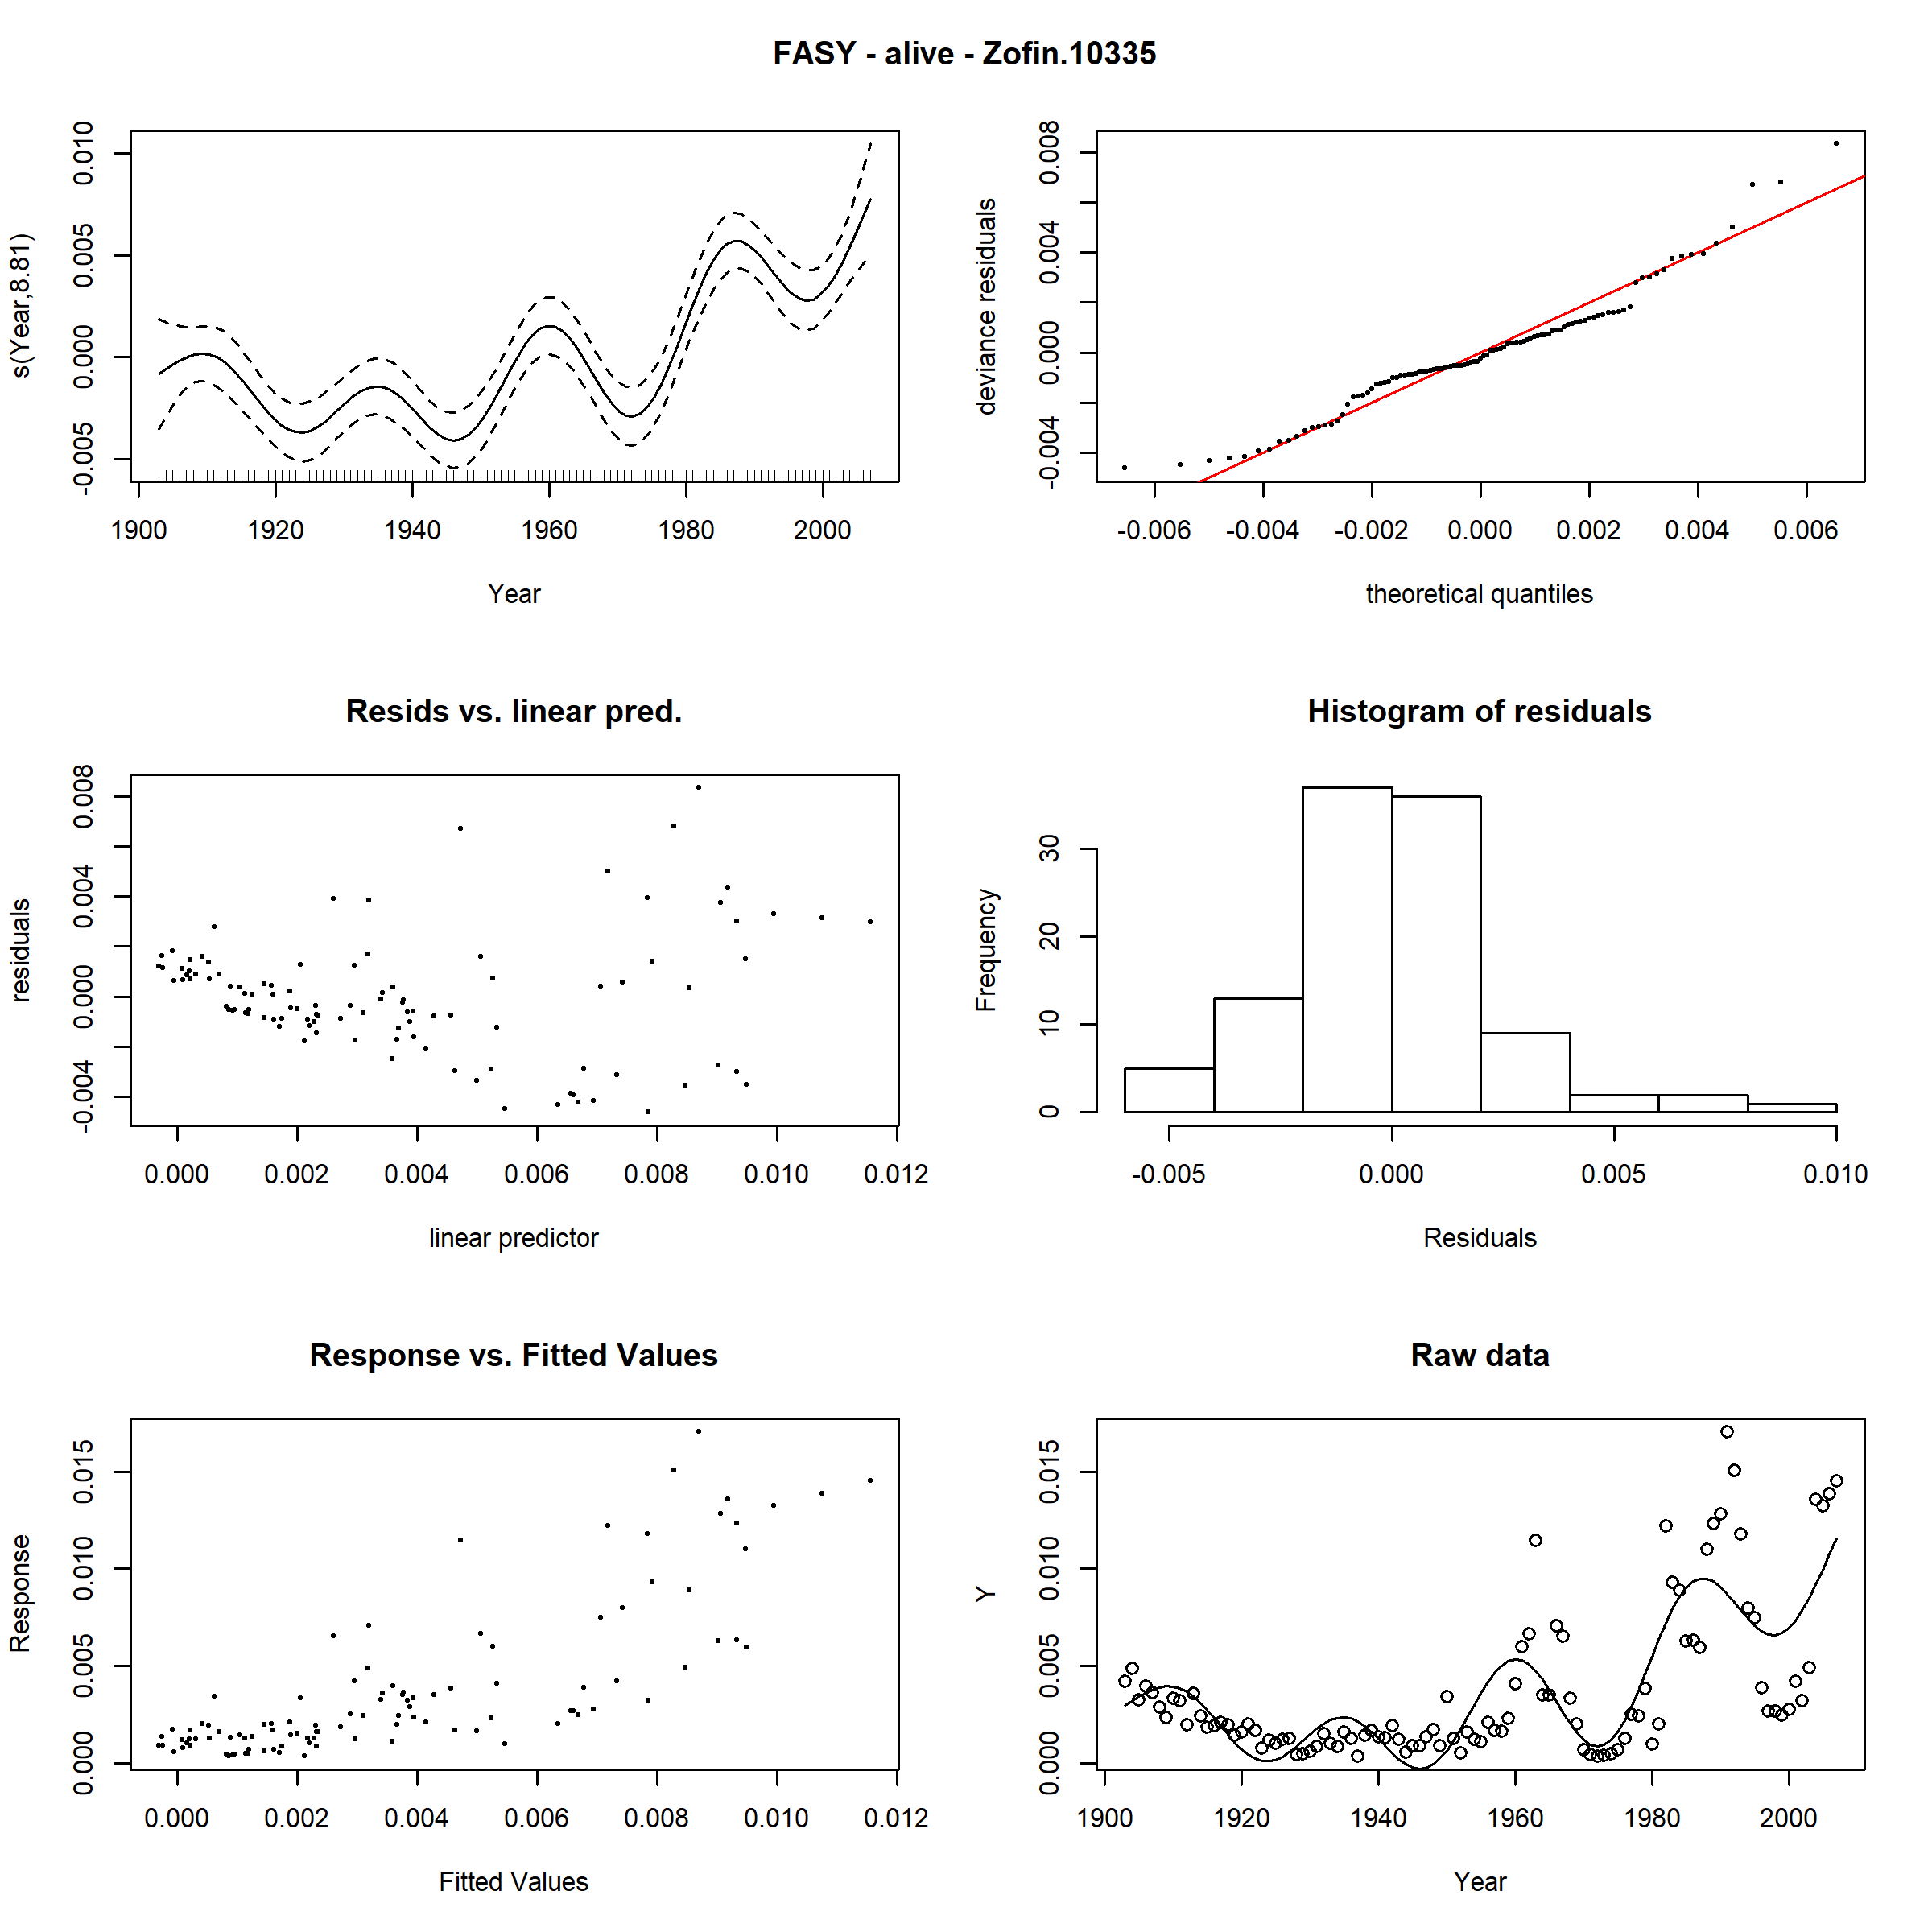 FASY - alive - Zofin.10335
s(Year,8.81)
-0.005 0.000 0.005 0.010
1900 1920 1940 1960 1980 2000
Year
deviance residuals
-0.004 0.000 0.004 0.008
-0.006 -0.004 -0.002 0.000 0.002 0.004 0.006
theoretical quantiles
Resids vs. linear pred.
residuals
-0.004 0.000 0.004 0.008
0.000 0.002 0.004 0.006 0.008 0.010 0.012
linear predictor
Histogram of residuals
Frequency
0 10 20 30
-0.005 0.000 0.005 0.010
Residuals
Response vs. Fitted Values
Response
0.000 0.005 0.010 0.015
0.000 0.002 0.004 0.006 0.008 0.010 0.012
Fitted Values
Raw data
Y
0.000 0.005 0.010 0.015
1900 1920 1940 1960 1980 2000
Year